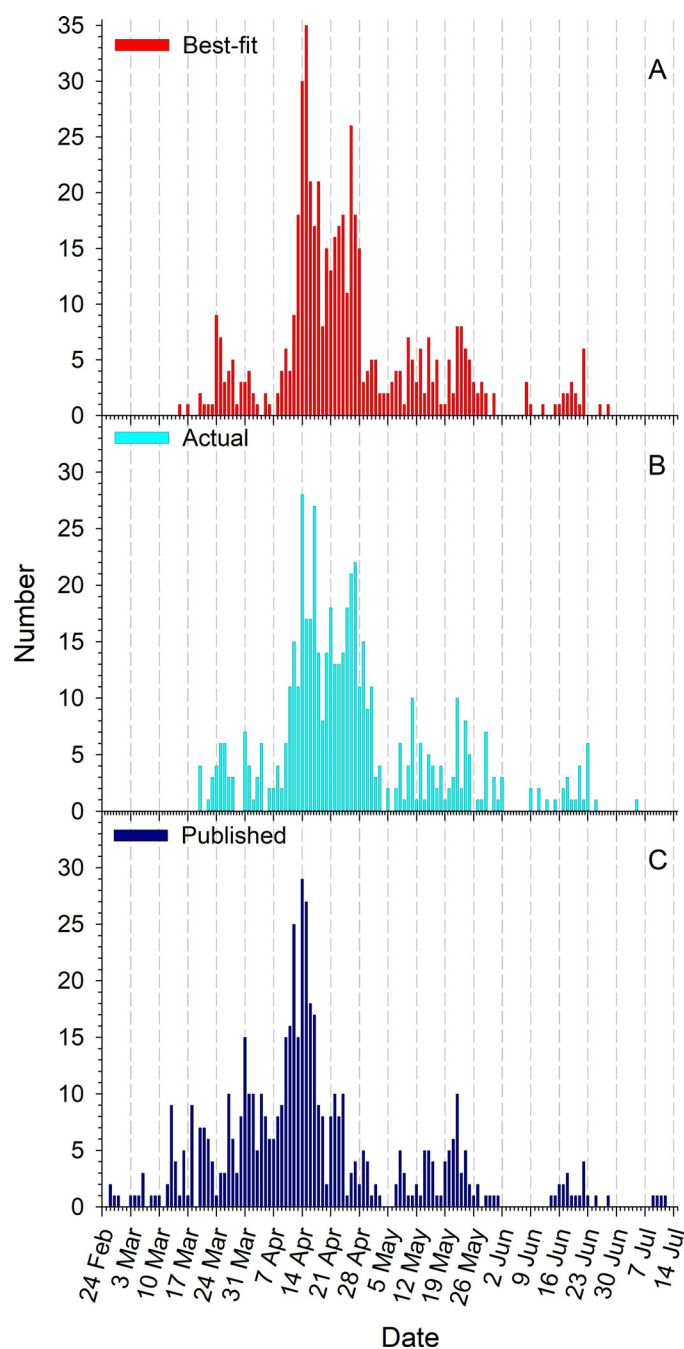 35
Best-fit
A
30
25
20
15
10
5
0
Actual
B
30
25
20
15
10
5
0
Number
Published
C
30
25
20
15
10
5
0
24 Feb
3 Mar
10 Mar
17 Mar
24 Mar
31 Mar
7 Apr
14 Apr
21 Apr
28 Apr
5 May
12 May
19 May
26 May
2 Jun
9 Jun
16 Jun
23 Jun
30 Jun
7 Jul
14 Jul
Date